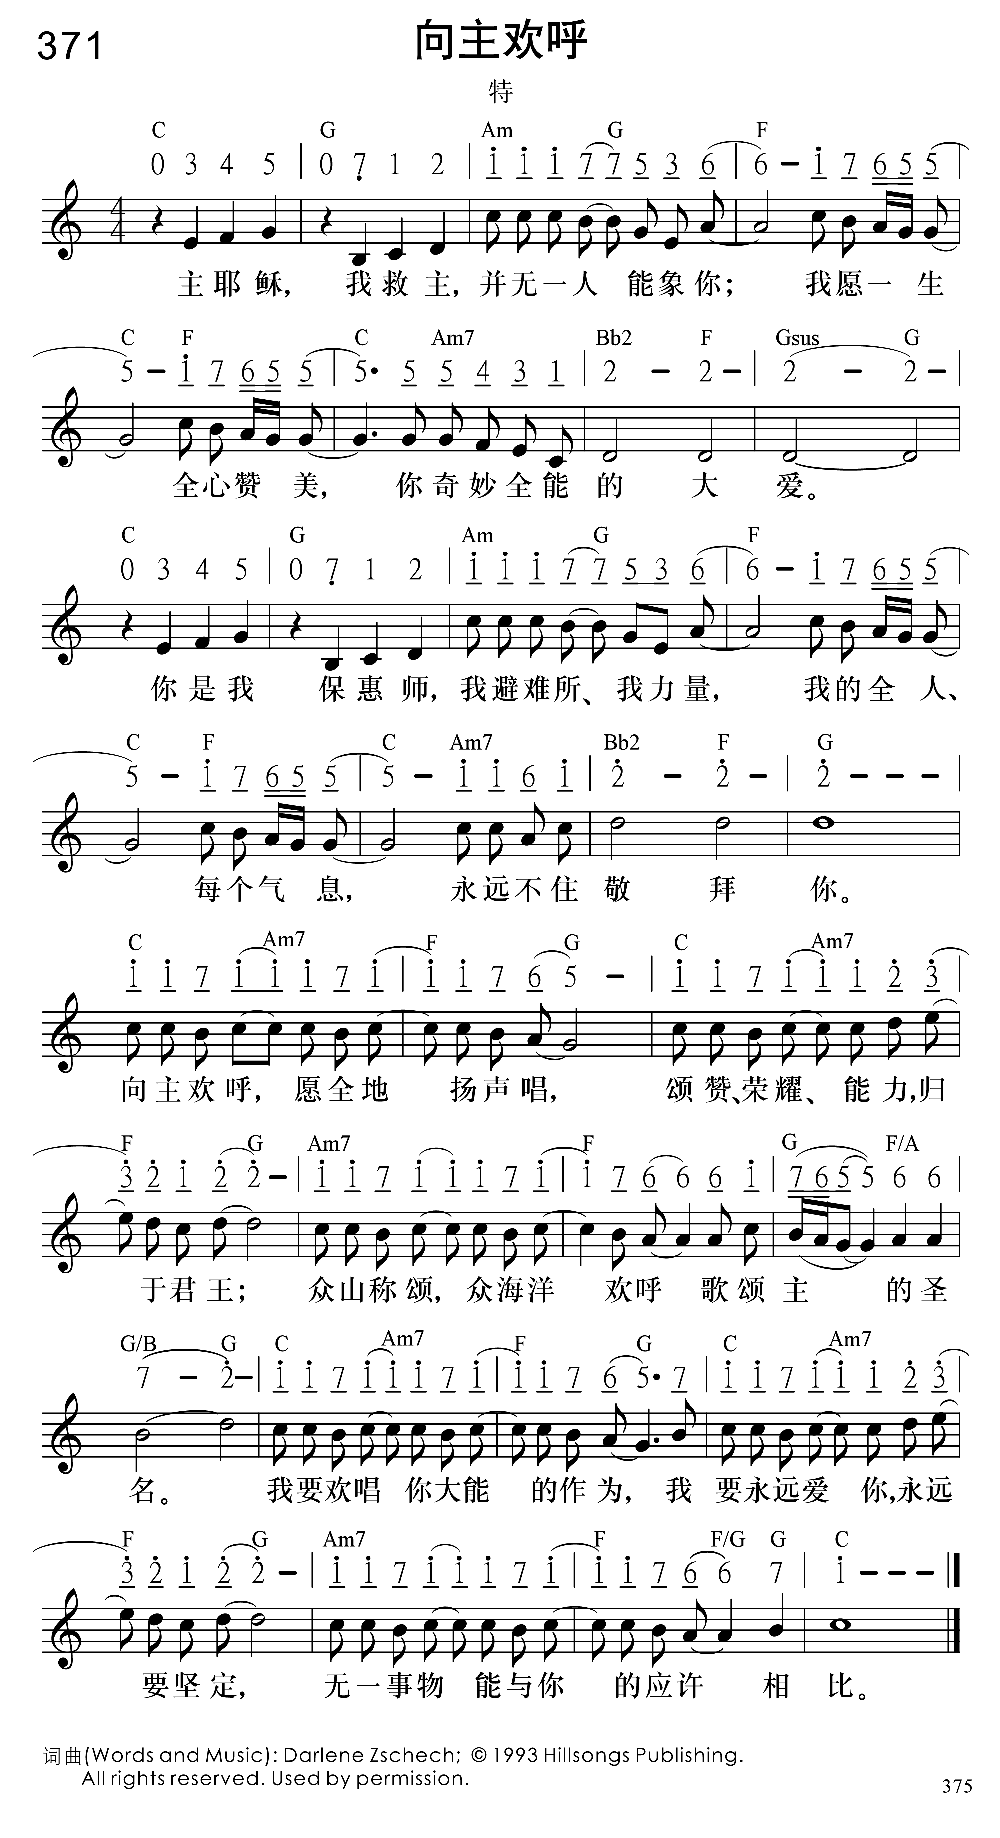 371
向主欢呼
特
C G Am G F
0 3 4 5 | 0 7 1 2 | 1 1 1 7 7 5 3 6 | 6 – 1 7 6 5 5 |
4
4
主耶稣， 我救主，并无一人 能象你； 我愿一 生
C F C Am7 Bb2 F Gsus G
5 – 1 7 6 5 5 | 5• 5 5 4 3 1 | 2 – 2 – | 2 – 2 – |
全心赞 美， 你奇妙全能的 大 爱。
C G Am G F
0 3 4 5 | 0 7 1 2 | 1 1 1 7 7 5 3 6 | 6 – 1 7 6 5 5 |
你是我 保惠师，我避难所、我力量， 我的全 人、
C F C Am7 Bb2 F G
5 – 1 7 6 5 5 | 5 – 1 1 6 1 | 2 – 2 – | 2 – – – |
每个气 息， 永远不住敬 拜 你。
C Am7 F G C Am7
1 1 7 1 1 1 7 1 | 1 1 7 6 5 – | 1 1 7 1 1 1 2 3 |
向主欢呼，愿全地 扬声唱， 颂赞、荣耀、能力，归
F G Am7 F G F/A
3 2 1 2 2 – | 1 1 7 1 1 1 7 1 | 1 7 6 6 6 1 | 7 6 5 5 6 6 |
于君王； 众山称颂，众海洋 欢呼 歌颂主 的圣
G/B G C Am7 F G C Am7
7 – 2 – | 1 1 7 1 1 1 7 1 | 1 1 7 6 5• 7 | 1 1 7 1 1 1 2 3 |
名。 我要欢唱 你大能 的作为，我 要永远爱 你，永远
F G Am7 F F/G G C
3 2 1 2 2 – | 1 1 7 1 1 1 7 1 | 1 1 7 6 6 7 | 1 – – – ||
要坚定， 无一事物 能与你 的应许 相 比。
词曲(Words and Music): Darlene Zschech; © 1993 Hillsongs Publishing.
All rights reserved. Used by permission.
375